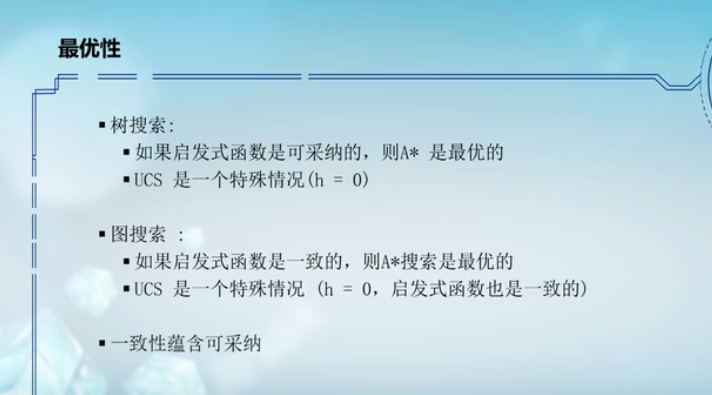 最优性
▪树搜索:
▪如果启发式函数是可采纳的，则A* 是最优的
▪UCS 是一个特殊情况(h = 0)
▪图搜索 :
▪如果启发式函数是一致的，则A*搜索是最优的
▪UCS 是一个特殊情况 (h = 0，启发式函数也是一致的)
▪一致性蕴含可采纳